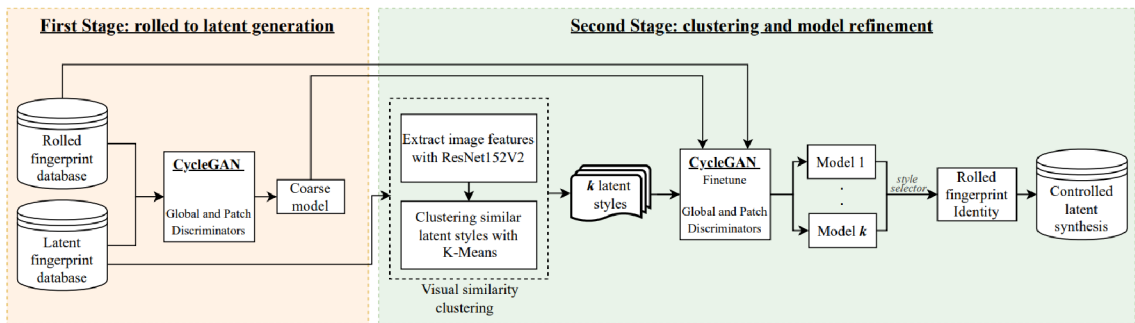 First Stage: rolled to latent generation
Rolled
fingerprint
database
Latent
fingerprint
database
CycleGAN
Global and Patch
Discriminators
Coarse
model
Second Stage: clustering and model refinement
Extract image features
with ResNet152V2
Clustering similar
latent styles with
K-Means
Visual similarity
clustering
k latent
styles
CycleGAN
Finetune
Global and Patch
Discriminators
Model 1
.
.
Model k
style
selector
Rolled
fingerprint
Identity
Controlled
latent
synthesis